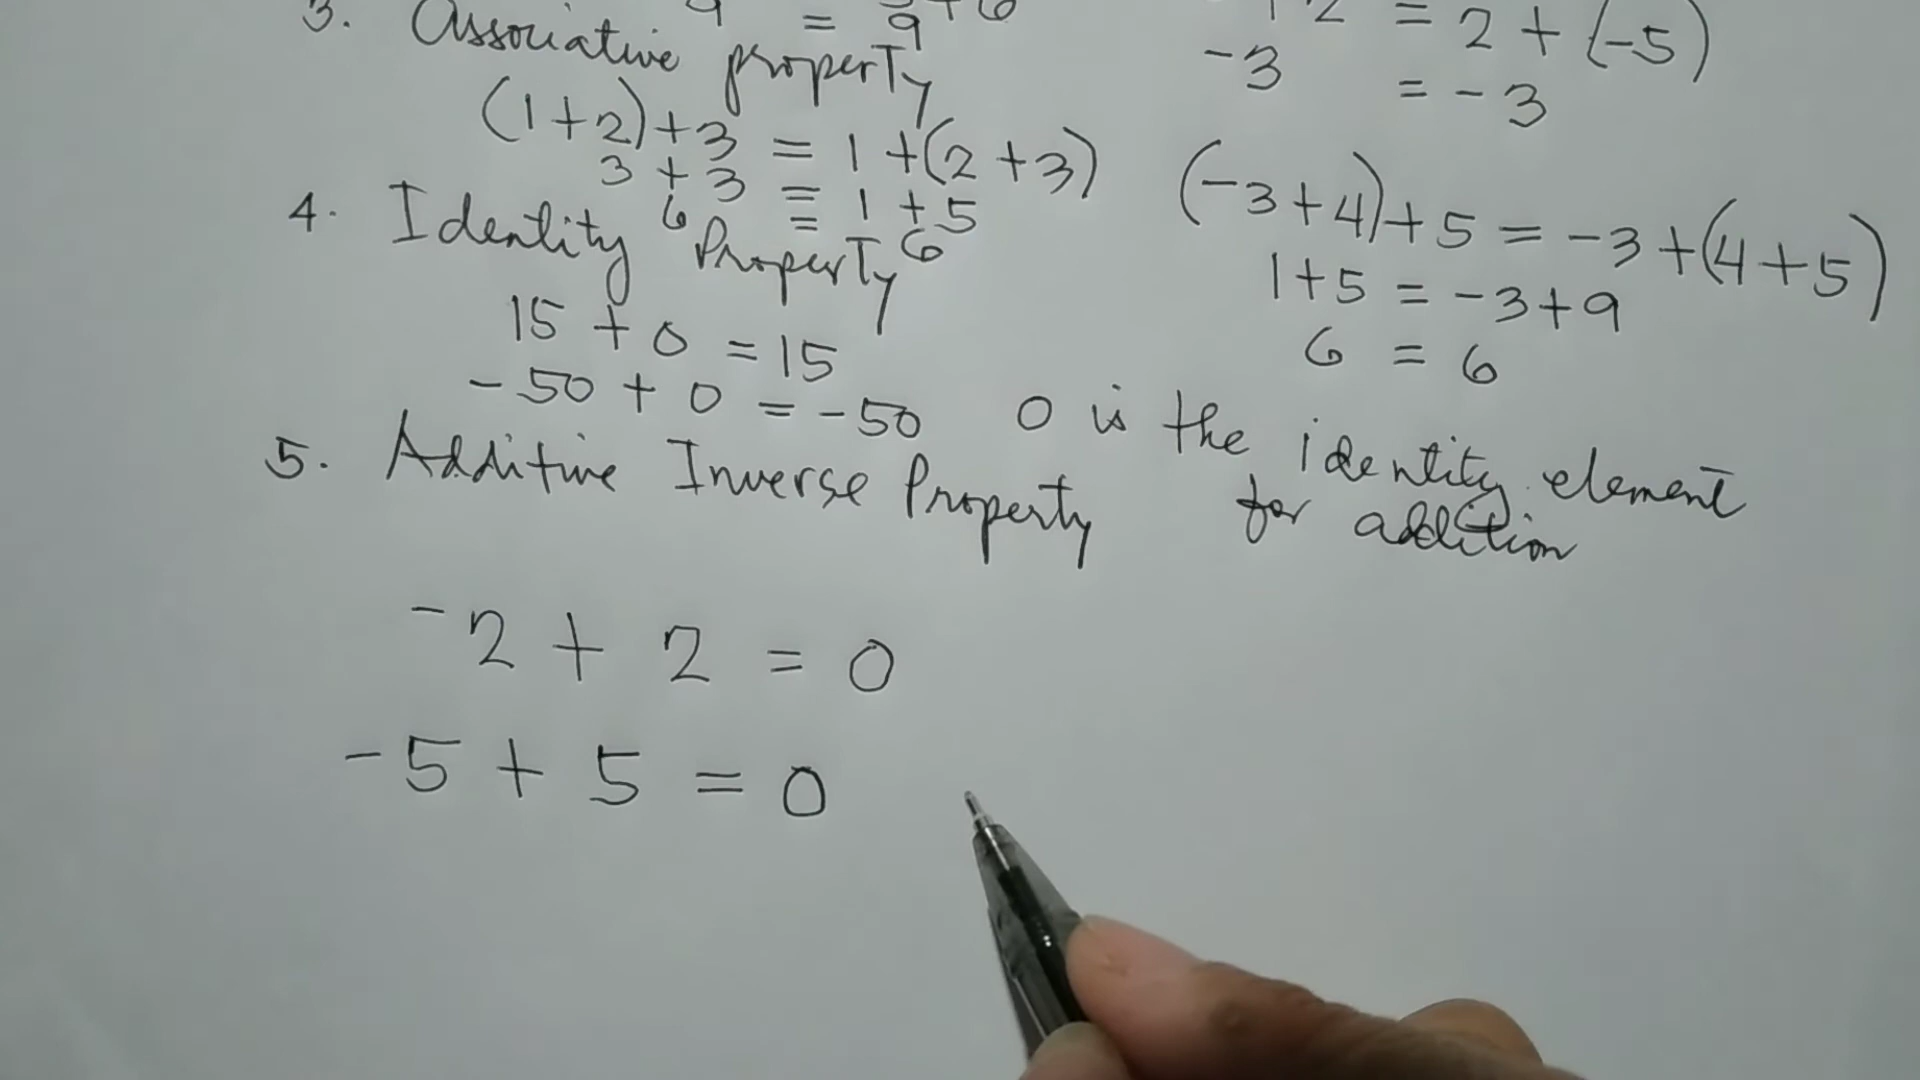 3. Associative property
9 = 9
+ 2 = 2 + (-5)
-3 = -3
(1+2)+3 = 1+(2+3)
3 + 3 = 1 + 5
6 = 6
(-3+4)+5 = -3+(4+5)
1+5 = -3+9
6 = 6
4. Identity Property
15 + 0 = 15
-50 + 0 = -50
0 is the identity element
for addition
5. Additive Inverse Property
-2 + 2 = 0
-5 + 5 = 0